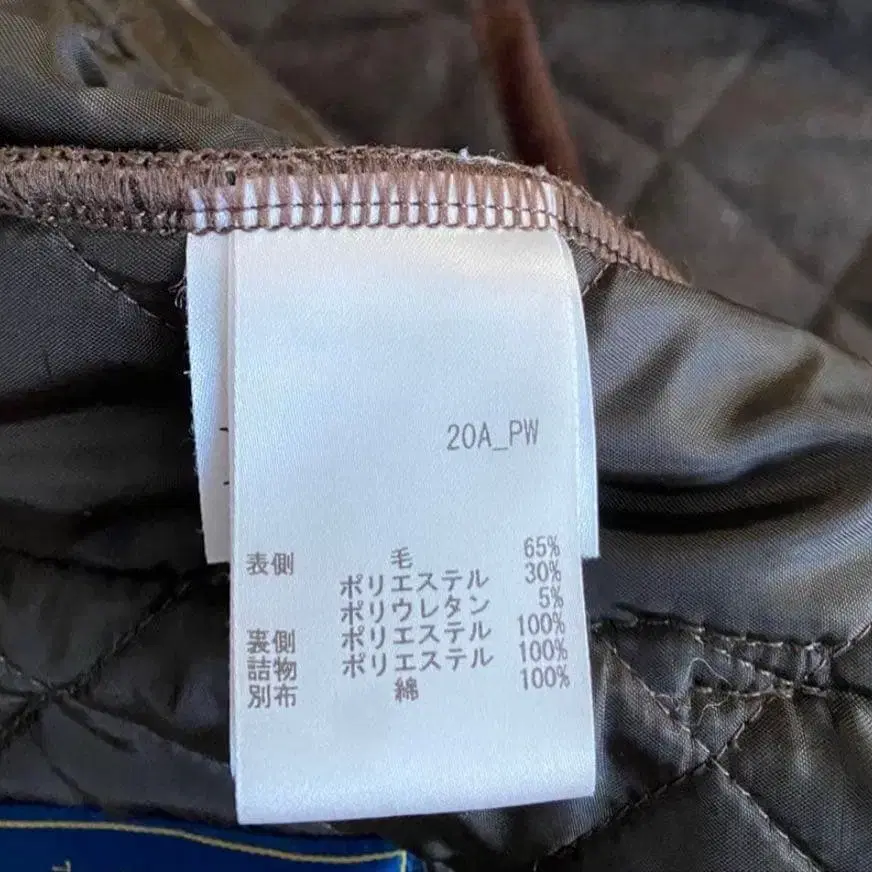 20A_PW
表側 毛 65%
ポリエステル 30%
ポリウレタン 5%
裏側 ポリエステル 100%
詰物 ポリエステル 100%
別布 綿 100%